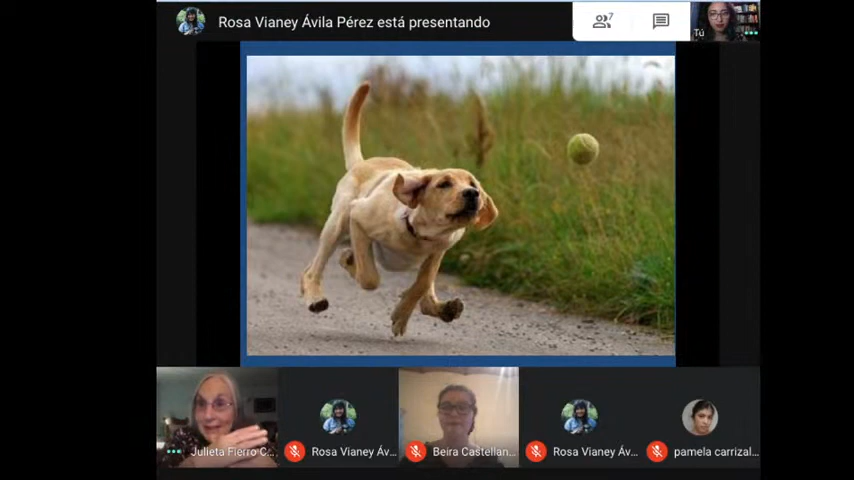 Rosa Vianey Ávila Pérez está presentando
7
Tú
Julieta Fierro C...
Rosa Vianey Áv...
Beira Castellan...
Rosa Vianey Áv...
pamela carrizal...